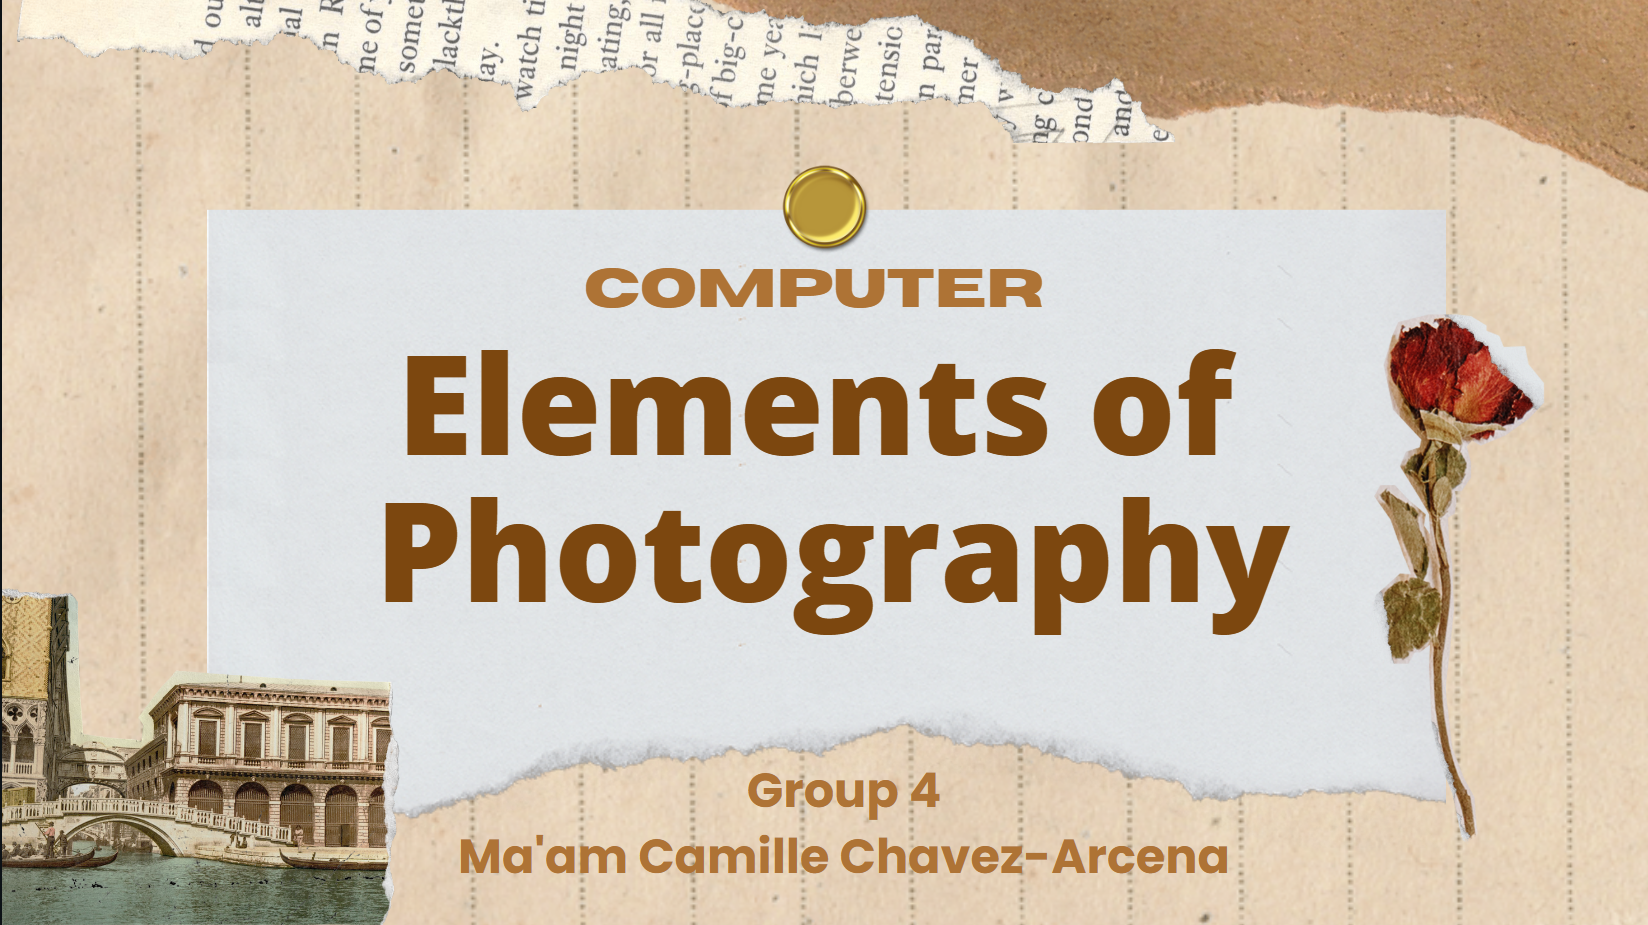 COMPUTER
Elements of
Photography
Group 4
Ma'am Camille Chavez-Arcena